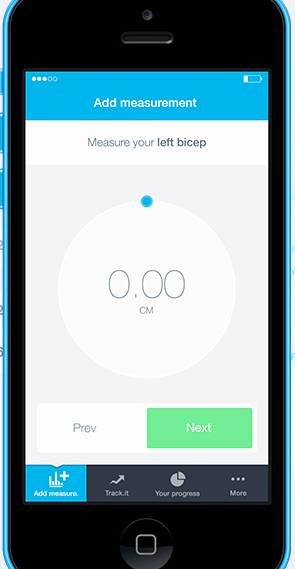 Add measurement
Measure your left bicep
0,00
CM
Prev
Next
Add measure.
Track.it
Your progress
More